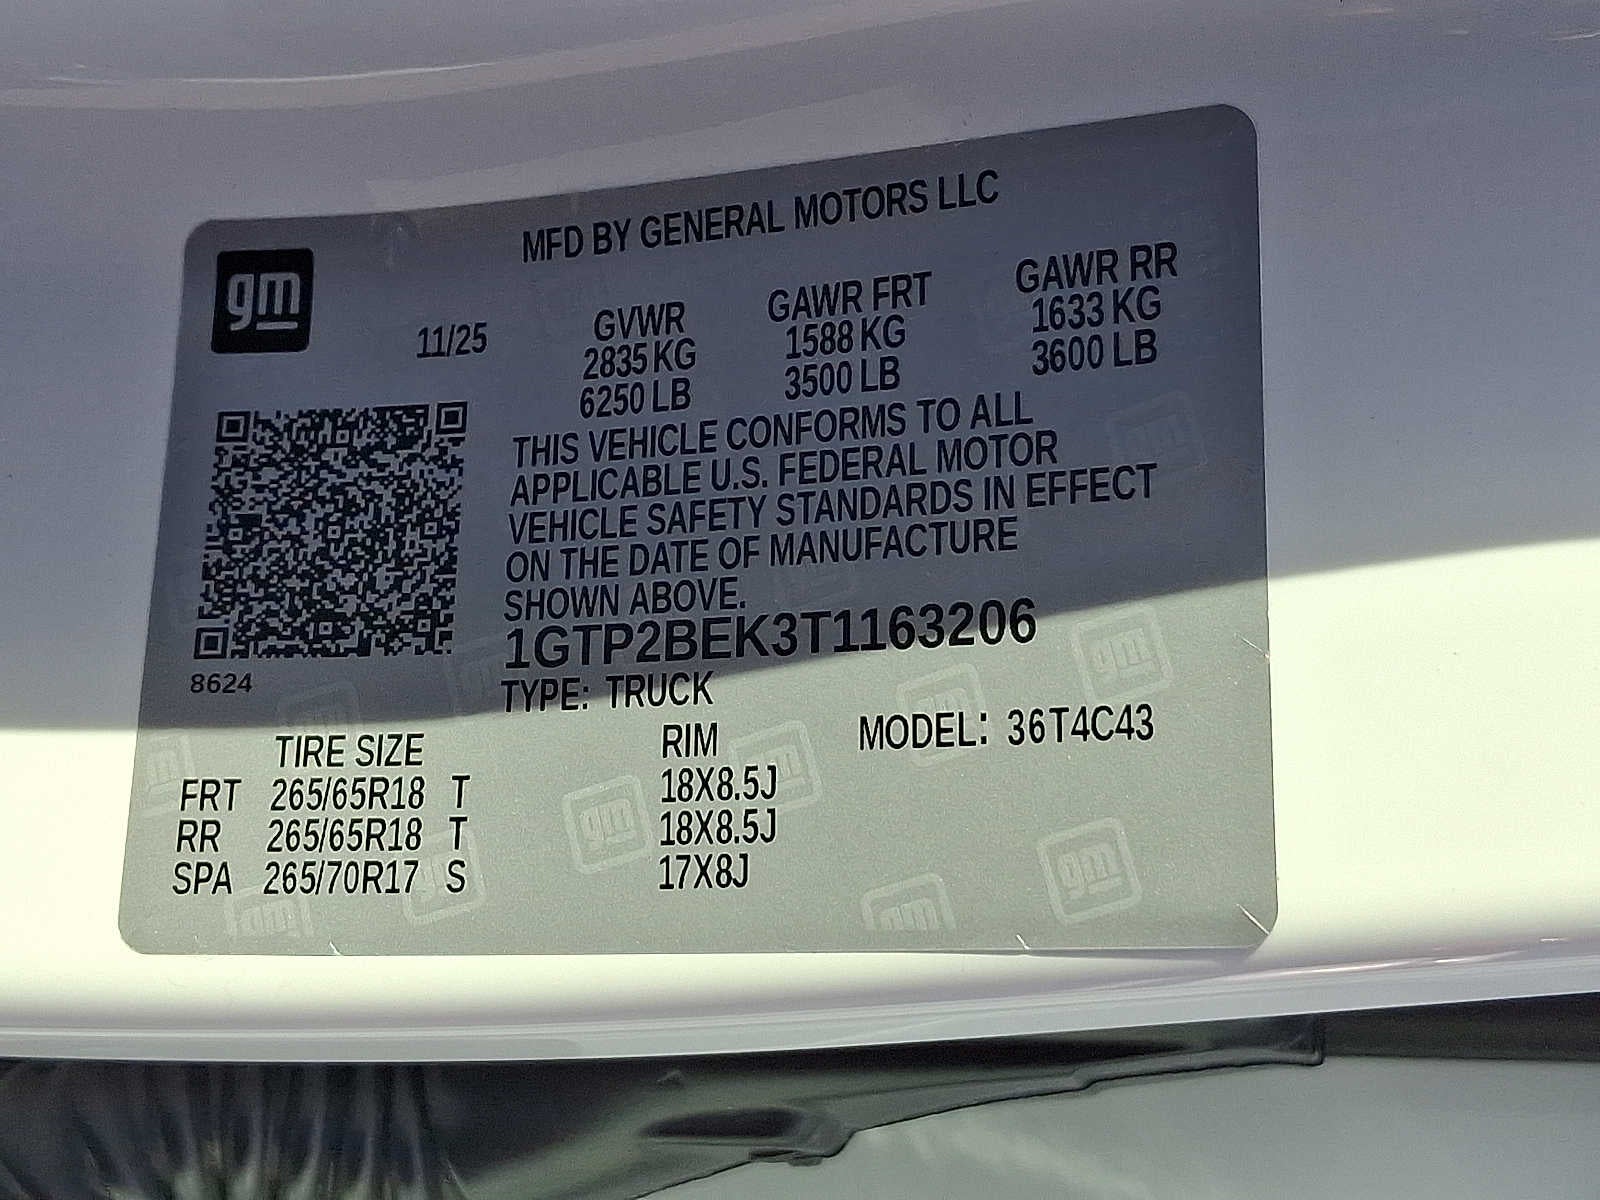 MFD BY GENERAL MOTORS LLC
gm
11/25
GVWR GAWR FRT GAWR RR
2835 KG 1588 KG 1633 KG
6250 LB 3500 LB 3600 LB
THIS VEHICLE CONFORMS TO ALL
APPLICABLE U.S. FEDERAL MOTOR
VEHICLE SAFETY STANDARDS IN EFFECT
ON THE DATE OF MANUFACTURE
SHOWN ABOVE.
1GTP2BEK3T1163206
8624
TYPE: TRUCK
MODEL: 36T4C43
TIRE SIZE RIM
FRT 265/65R18 T 18X8.5J
RR 265/65R18 T 18X8.5J
SPA 265/70R17 S 17X8J